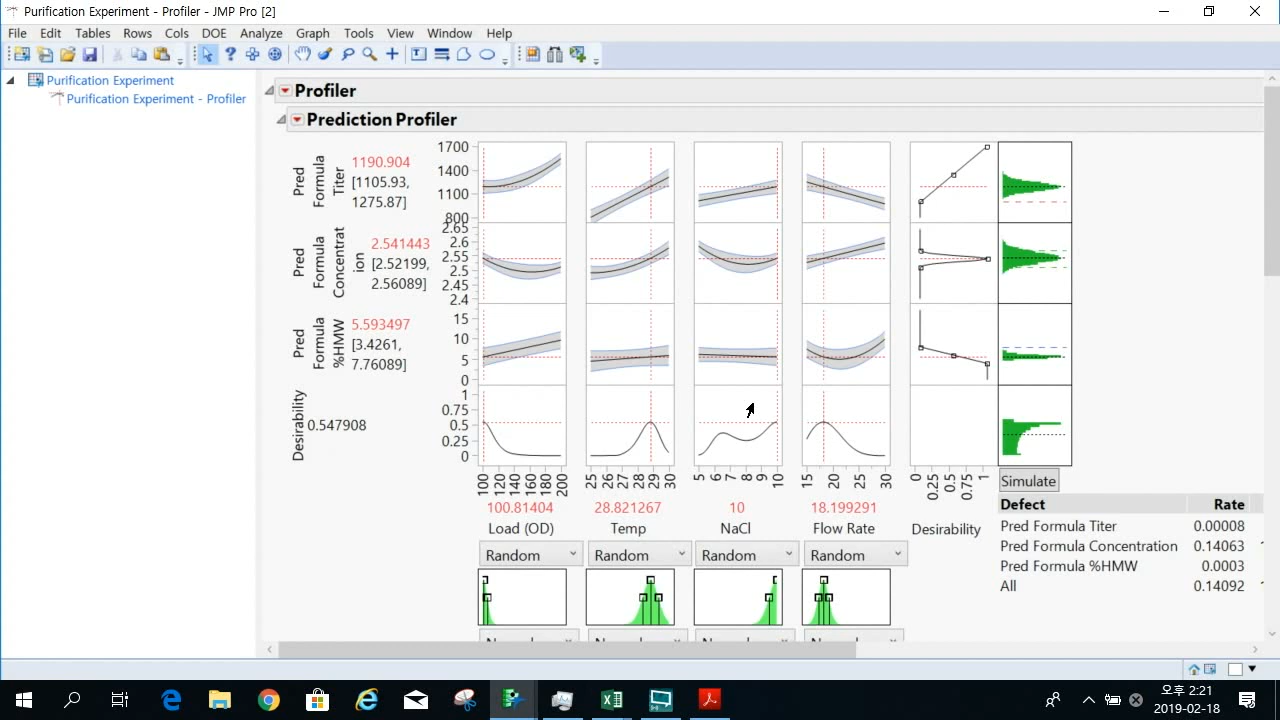 Purification Experiment - Profiler - JMP Pro [2]
File Edit Tables Rows Cols DOE Analyze Graph Tools View Window Help
Purification Experiment
Purification Experiment - Profiler
Profiler
Prediction Profiler
Pred Formula Titer
1190.904
[1105.93,
1275.87]
1700
1400
1100
800
Pred Formula Concentrat ion
2.541443
[2.52199,
2.56089]
2.65
2.6
2.55
2.5
2.45
2.4
Pred Formula %HMW
5.593497
[3.4261,
7.76089]
15
10
5
0
Desirability
0.547908
1
0.75
0.5
0.25
0
100 120 140 160 180 200
25 26 27 28 29 30
5 6 7 8 9 10
15 20 25 30
0 0.25 0.5 0.75 1
Simulate
100.81404 28.821267 10 18.199291
Load (OD) Temp NaCl Flow Rate Desirability
Random Random Random Random
Defect Rate
Pred Formula Titer 0.00008
Pred Formula Concentration 0.14063
Pred Formula %HMW 0.0003
All 0.14092
오후 2:21
2019-02-18